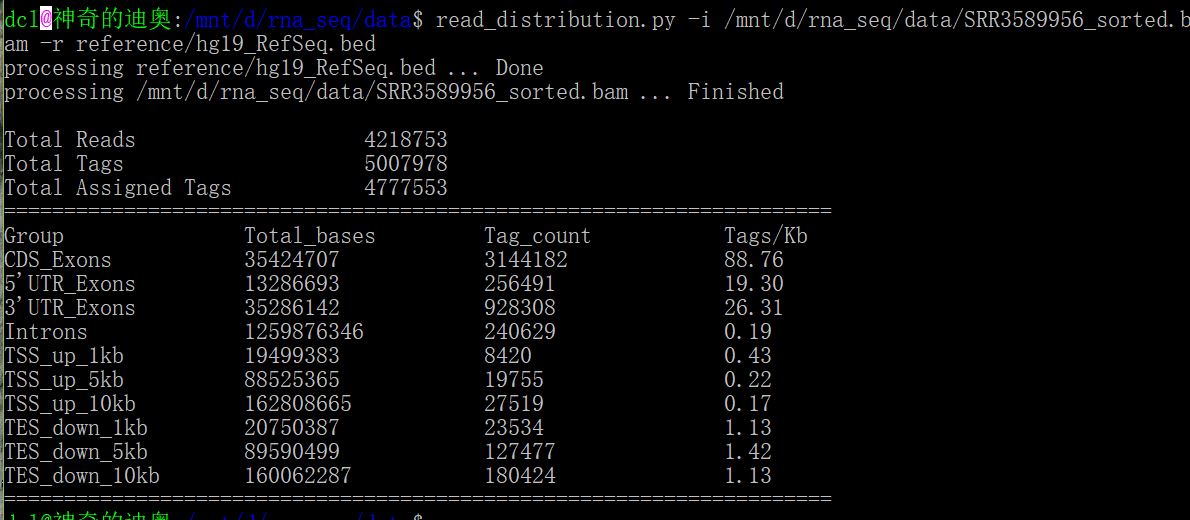 dcl@神奇的迪奥:/mnt/d/rna_seq/data$ read_distribution.py -i /mnt/d/rna_seq/data/SRR3589956_sorted.b
am -r reference/hg19_RefSeq.bed
processing reference/hg19_RefSeq.bed ... Done
processing /mnt/d/rna_seq/data/SRR3589956_sorted.bam ... Finished
Total Reads 4218753
Total Tags 5007978
Total Assigned Tags 4777553
=====================================================================
Group Total_bases Tag_count Tags/Kb
CDS_Exons 35424707 3144182 88.76
5'UTR_Exons 13286693 256491 19.30
3'UTR_Exons 35286142 928308 26.31
Introns 1259876346 240629 0.19
TSS_up_1kb 19499383 8420 0.43
TSS_up_5kb 88525365 19755 0.22
TSS_up_10kb 162808665 27519 0.17
TES_down_1kb 20750387 23534 1.13
TES_down_5kb 89590499 127477 1.42
TES_down_10kb 160062287 180424 1.13
=====================================================================